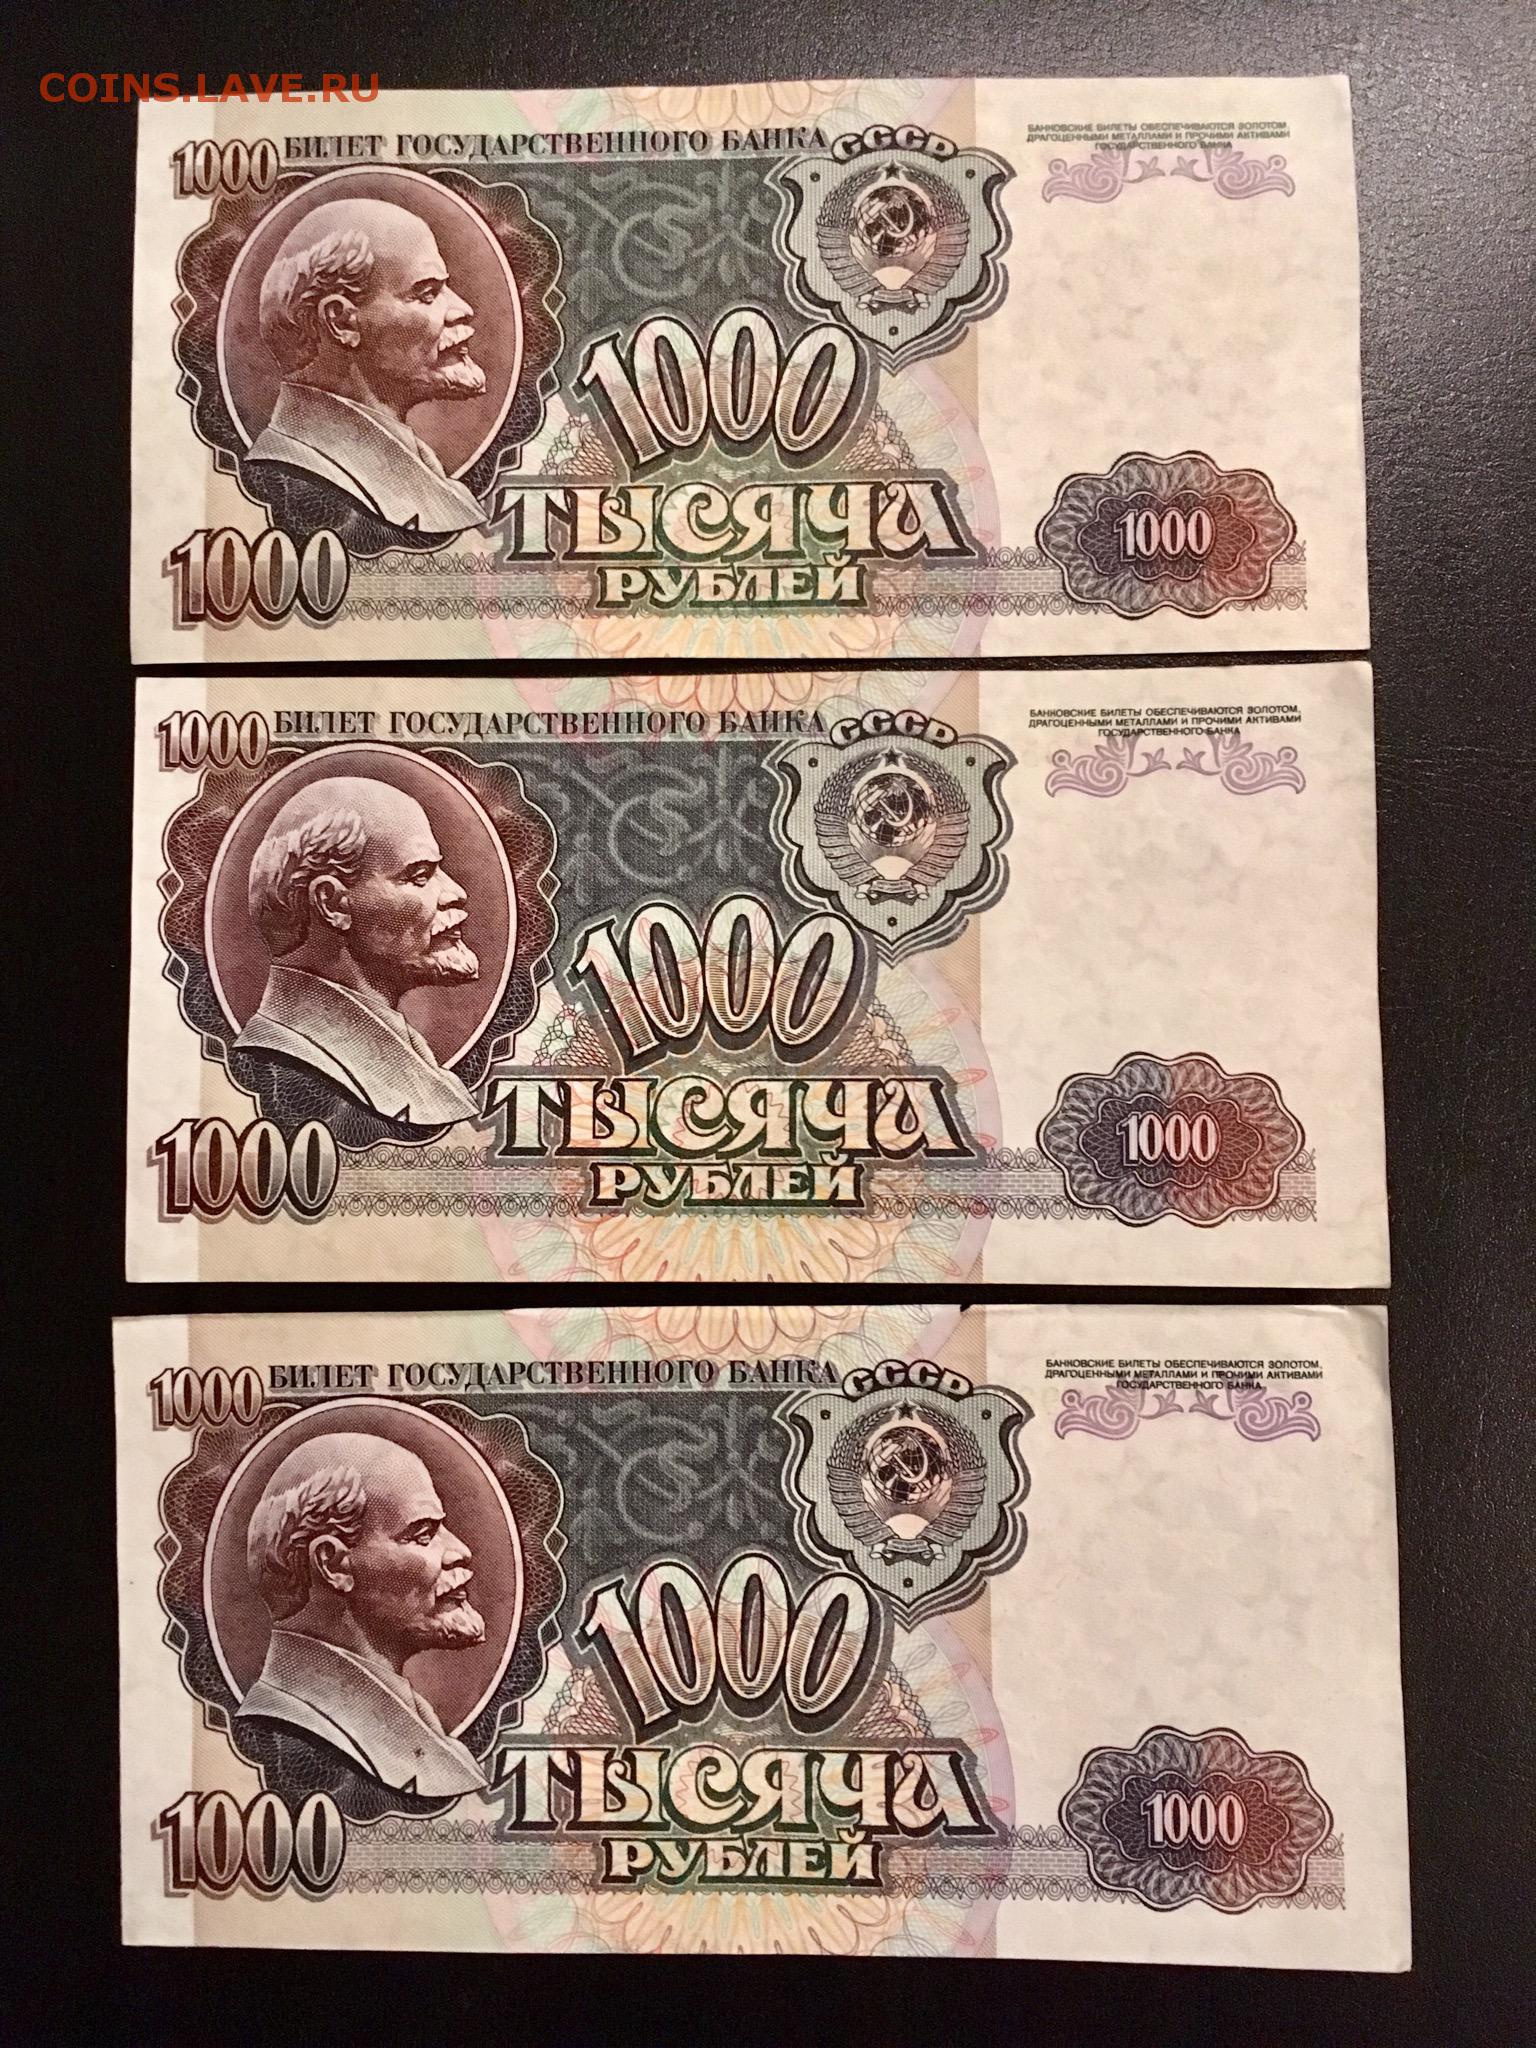 COINS.LAVE.RU
1000 БИЛЕТ ГОСУДАРСТВЕННОГО БАНКА СССР
БАНКОВСКИЕ БИЛЕТЫ ОБЕСПЕЧИВАЮТСЯ ЗОЛОТОМ,
ДРАГОЦЕННЫМИ МЕТАЛЛАМИ И ПРОЧИМИ АКТИВАМИ
ГОСУДАРСТВЕННОГО БАНКА
1000
ТЫСЯЧА
1000
1000 РУБЛЕЙ
1000 БИЛЕТ ГОСУДАРСТВЕННОГО БАНКА СССР
БАНКОВСКИЕ БИЛЕТЫ ОБЕСПЕЧИВАЮТСЯ ЗОЛОТОМ,
ДРАГОЦЕННЫМИ МЕТАЛЛАМИ И ПРОЧИМИ АКТИВАМИ
ГОСУДАРСТВЕННОГО БАНКА
1000
ТЫСЯЧА
1000
1000 РУБЛЕЙ
1000 БИЛЕТ ГОСУДАРСТВЕННОГО БАНКА СССР
БАНКОВСКИЕ БИЛЕТЫ ОБЕСПЕЧИВАЮТСЯ ЗОЛОТОМ,
ДРАГОЦЕННЫМИ МЕТАЛЛАМИ И ПРОЧИМИ АКТИВАМИ
ГОСУДАРСТВЕННОГО БАНКА
1000
ТЫСЯЧА
1000
1000 РУБЛЕЙ